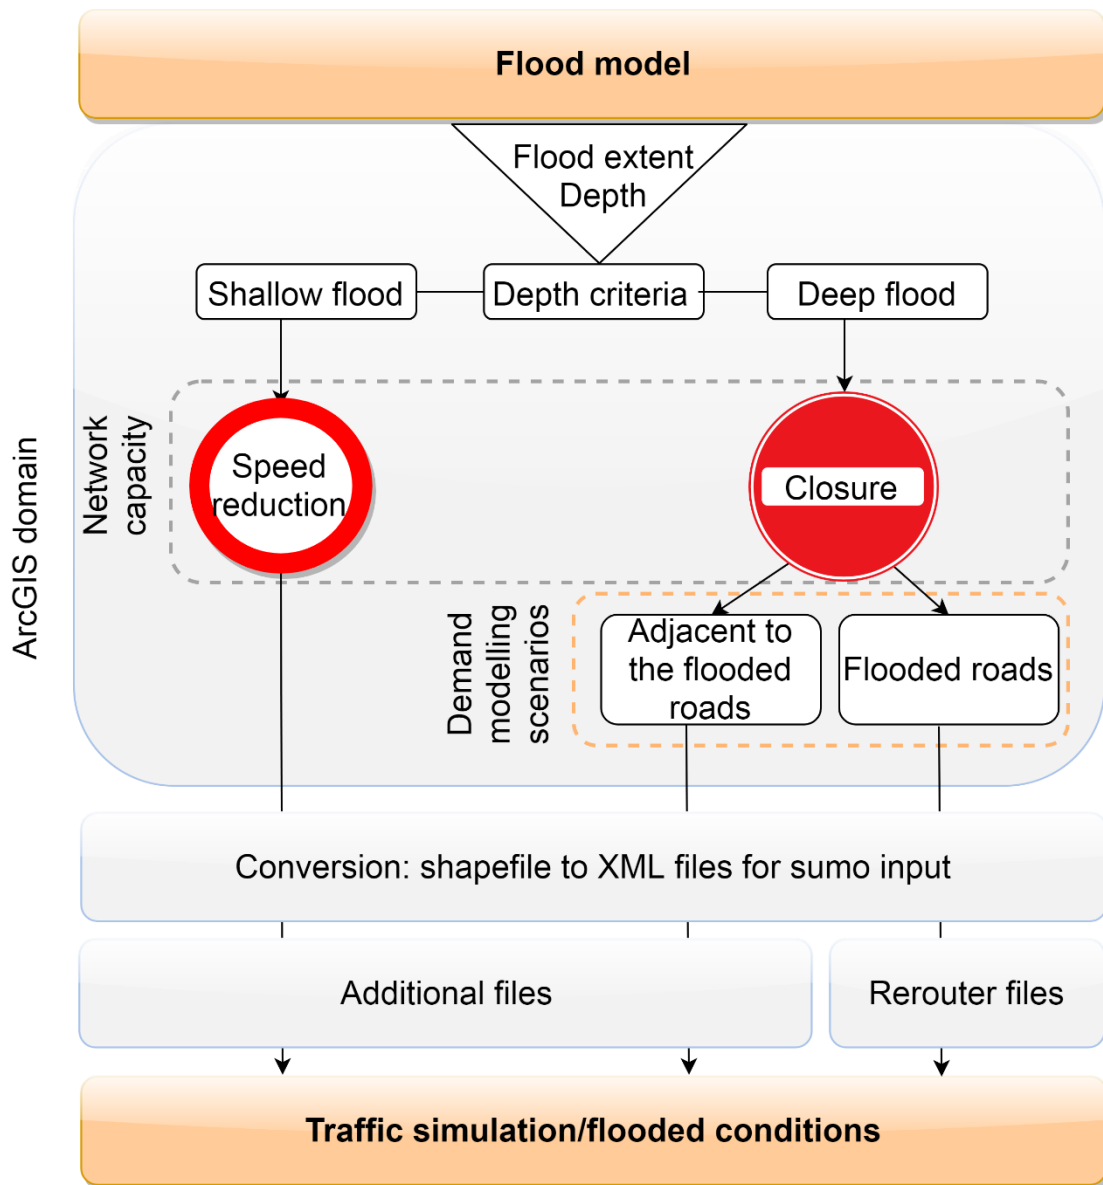 Flood model
Flood extent
Depth
Shallow flood
Depth criteria
Deep flood
ArcGIS domain
Network
capacity
Speed
reduction
Closure
Demand
modelling
scenarios
Adjacent to
the flooded
roads
Flooded roads
Conversion: shapefile to XML files for sumo input
Additional files
Rerouter files
Traffic simulation/flooded conditions